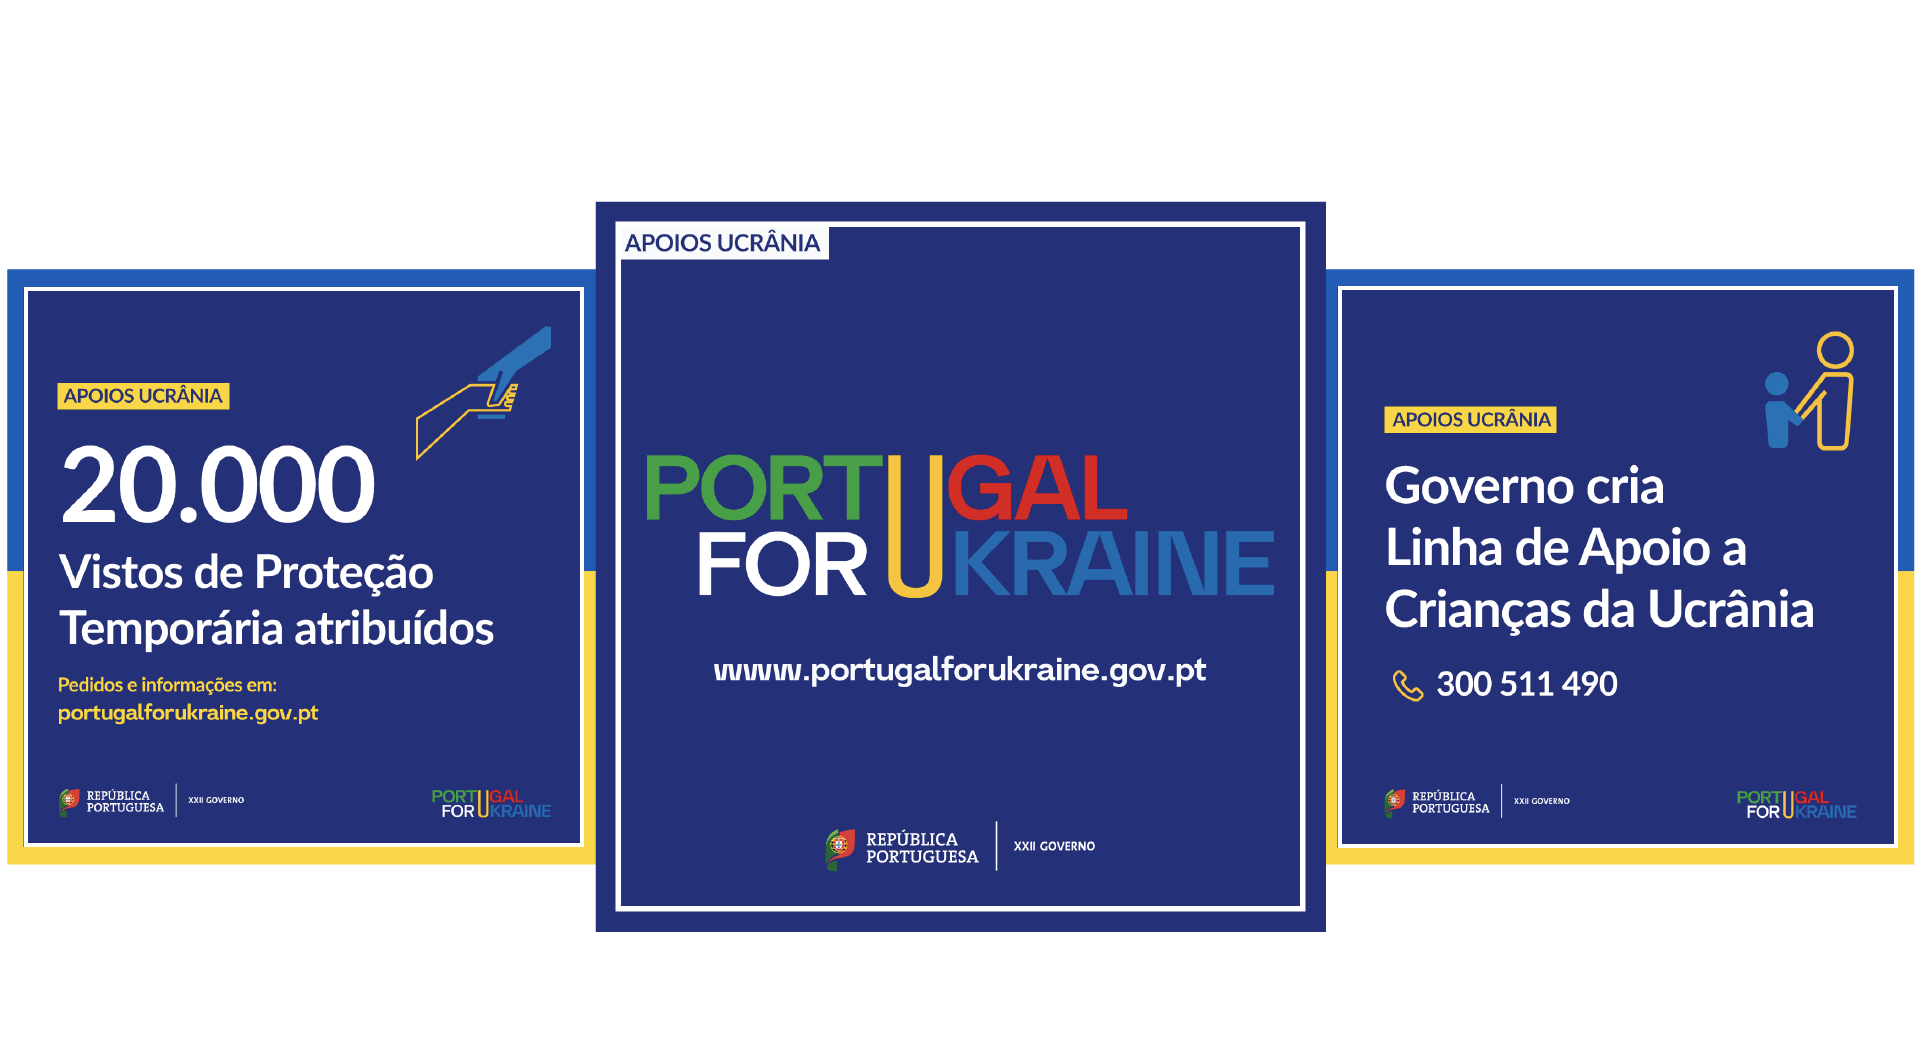 APOIOS UCRÂNIA
20.000
Vistos de Proteção
Temporária atribuídos
Pedidos e informações em:
portugalforukraine.gov.pt
REPÚBLICA
PORTUGUESA
XXII GOVERNO
PORTUGAL
FOR UKRAINE
APOIOS UCRÂNIA
PORTUGAL
FOR UKRAINE
www.portugalforukraine.gov.pt
REPÚBLICA
PORTUGUESA
XXII GOVERNO
APOIOS UCRÂNIA
Governo cria
Linha de Apoio a
Crianças da Ucrânia
300 511 490
REPÚBLICA
PORTUGUESA
XXII GOVERNO
PORTUGAL
FOR UKRAINE